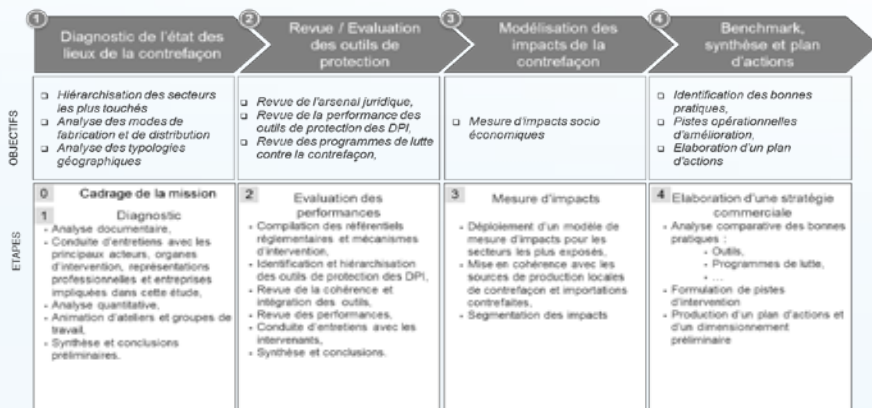 1
Diagnostic de l'état des
lieux de la contrefaçon
2
Revue / Evaluation
des outils de
protection
3
Modélisation des
impacts de la
contrefaçon
4
Benchmark,
synthèse et plan
d'actions
OBJECTIFS
Hiérarchisation des secteurs
les plus touchés
Analyse des modes de
fabrication et de distribution
Analyse des typologies
géographiques
Revue de l'arsenal juridique,
Revue de la performance des
outils de protection des DPI,
Revue des programmes de lutte
contre la contrefaçon,
Mesure d'impacts socio
économiques
Identification des bonnes
pratiques,
Pistes opérationnelles
d'amélioration,
Elaboration d'un plan
d'actions
ETAPES
0 Cadrage de la mission
1 Diagnostic
Analyse documentaire,
Conduite d'entretiens avec les
principaux acteurs, organes
d'intervention, représentations
professionnelles et entreprises
impliquées dans cette étude,
Analyse quantitative,
Animation d'ateliers et groupes de
travail,
Synthèse et conclusions
préliminaires.
2 Evaluation des
performances
Compilation des référentiels
réglementaires et mécanismes
d'intervention,
Identification et hiérarchisation
des outils de protection des DPI,
Revue de la cohérence et
intégration des outils,
Revue des performances,
Conduite d'entretiens avec les
intervenants,
Synthèse et conclusions.
3 Mesure d'impacts
Déploiement d'un modèle de
mesure d'impacts pour les
secteurs les plus exposés,
Mise en cohérence avec les
sources de production locales
de contrefaçon et importations
contrefaites,
Segmentation des impacts
4 Elaboration d'une stratégie
commerciale
Analyse comparative des bonnes
pratiques :
Outils,
Programmes de lutte,
…
Formulation de pistes
d'intervention
Production d'un plan d'actions et
d'un dimensionnement
préliminaire